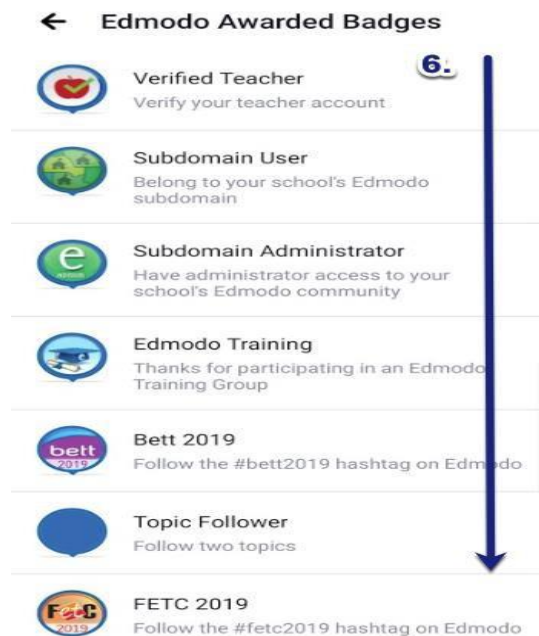 Edmodo Awarded Badges
6.
Verified Teacher
Verify your teacher account
Subdomain User
Belong to your school's Edmodo
subdomain
e
Subdomain Administrator
Have administrator access to your
school's Edmodo community
Edmodo Training
Thanks for participating in an Edmodo
Training Group
bett
2019
Bett 2019
Follow the #bett2019 hashtag on Edmodo
Topic Follower
Follow two topics
FETC
2019
FETC 2019
Follow the #fetc2019 hashtag on Edmodo